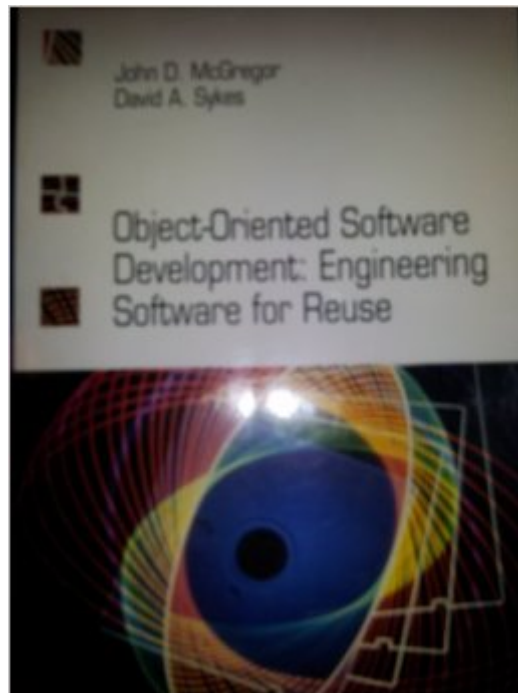 John D. McGregor
David A. Sykes
Object-Oriented Software
Development: Engineering
Software for Reuse